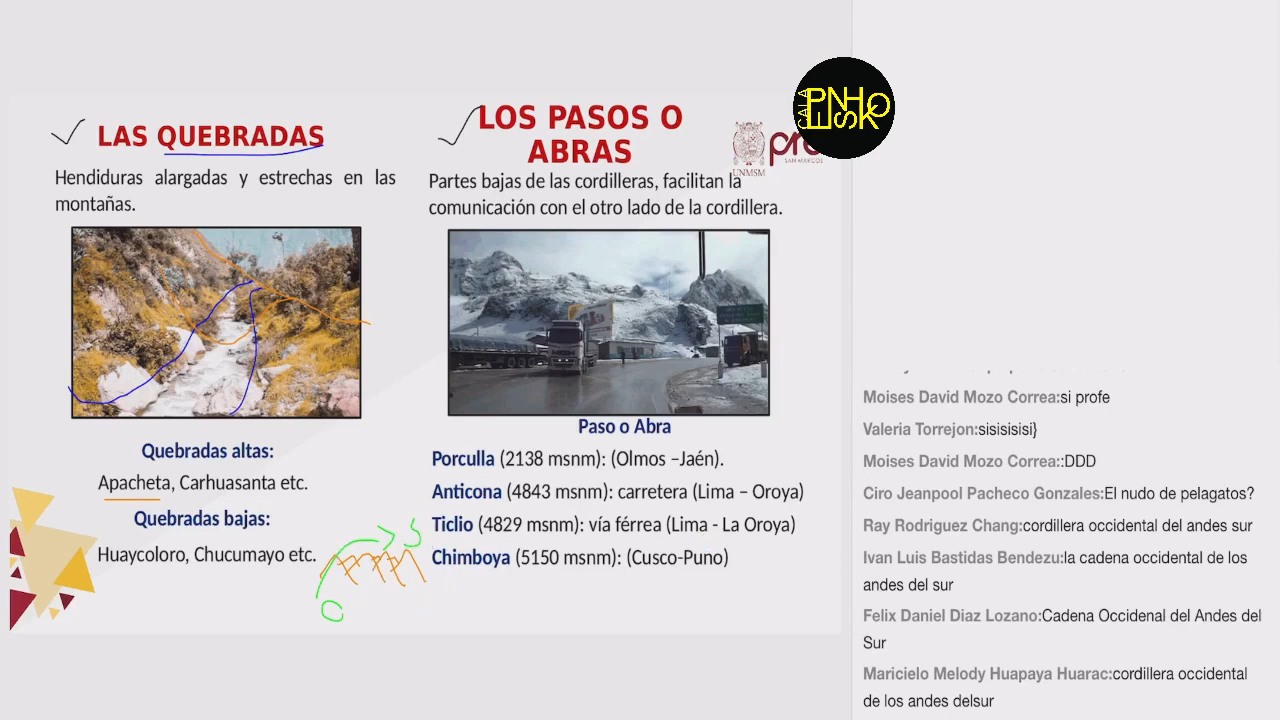 LAS QUEBRADAS
Hendiduras alargadas y estrechas en las
montañas.
Quebradas altas:
Apacheta, Carhuasanta etc.
Quebradas bajas:
Huaycoloro, Chucumayo etc.
LOS PASOS O
ABRAS
UNMSM
pre
SAN MARCOS
Partes bajas de las cordilleras, facilitan la
comunicación con el otro lado de la cordillera.
Paso o Abra
Porculla (2138 msnm): (Olmos –Jaén).
Anticona (4843 msnm): carretera (Lima – Oroya)
Ticlio (4829 msnm): vía férrea (Lima - La Oroya)
Chimboya (5150 msnm): (Cusco-Puno)
Moises David Mozo Correa:si profe
Valeria Torrejon:sisisisisi}
Moises David Mozo Correa::DDD
Ciro Jeanpool Pacheco Gonzales:El nudo de pelagatos?
Ray Rodriguez Chang:cordillera occidental del andes sur
Ivan Luis Bastidas Bendezu:la cadena occidental de los
andes del sur
Felix Daniel Diaz Lozano:Cadena Occidenal del Andes del
Sur
Maricielo Melody Huapaya Huarac:cordillera occidental
de los andes delsur